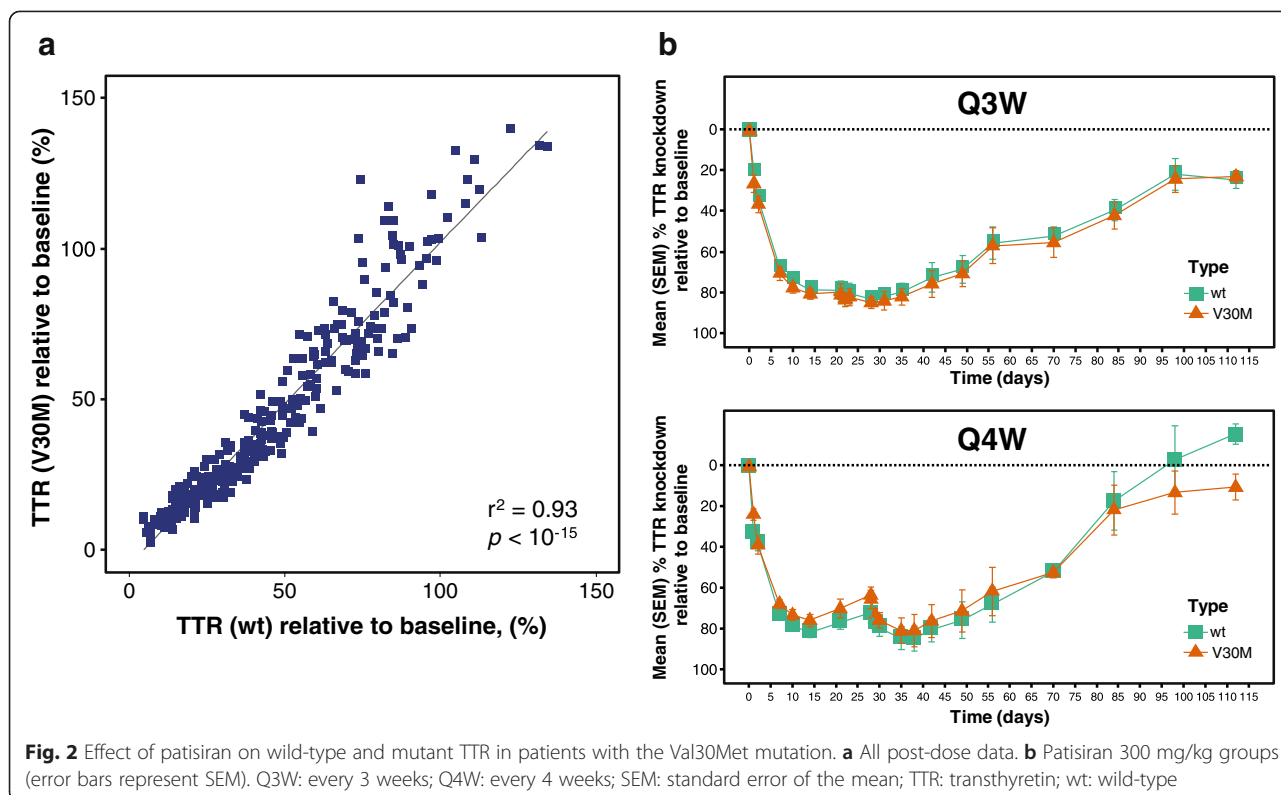 a
TTR (V30M) relative to baseline (%)
150
100
50
0
r² = 0.93
p < 10⁻¹⁵
0 50 100 150
TTR (wt) relative to baseline, (%)
b
Q3W
Mean (SEM) % TTR knockdown
relative to baseline
0
20
40
60
80
100
Type
wt
V30M
0 5 10 15 20 25 30 35 40 45 50 55 60 65 70 75 80 85 90 95 100 105 110 115
Time (days)
Q4W
Mean (SEM) % TTR knockdown
relative to baseline
0
20
40
60
80
100
Type
wt
V30M
0 5 10 15 20 25 30 35 40 45 50 55 60 65 70 75 80 85 90 95 100 105 110 115
Time (days)
Fig. 2 Effect of patisiran on wild-type and mutant TTR in patients with the Val30Met mutation. a All post-dose data. b Patisiran 300 mg/kg groups
(error bars represent SEM). Q3W: every 3 weeks; Q4W: every 4 weeks; SEM: standard error of the mean; TTR: transthyretin; wt: wild-type